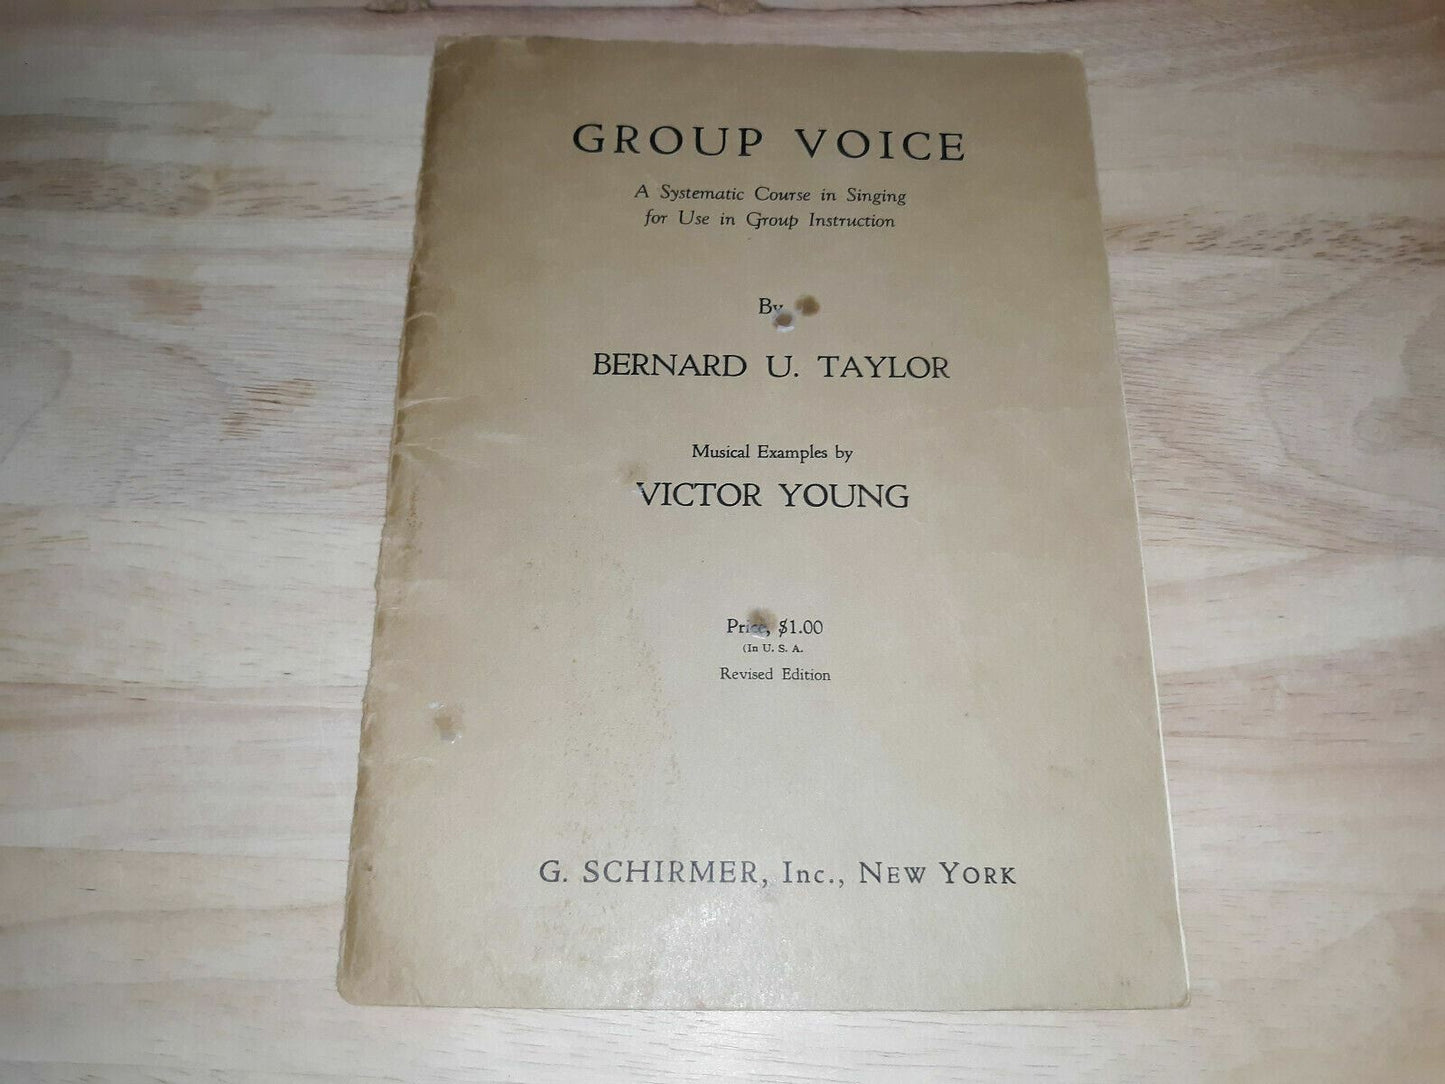 GROUP VOICE
A Systematic Course in Singing
for Use in Group Instruction
By
BERNARD U. TAYLOR
Musical Examples by
VICTOR YOUNG
Price, $1.00
(In U. S. A.
Revised Edition
G. SCHIRMER, Inc., NEW YORK